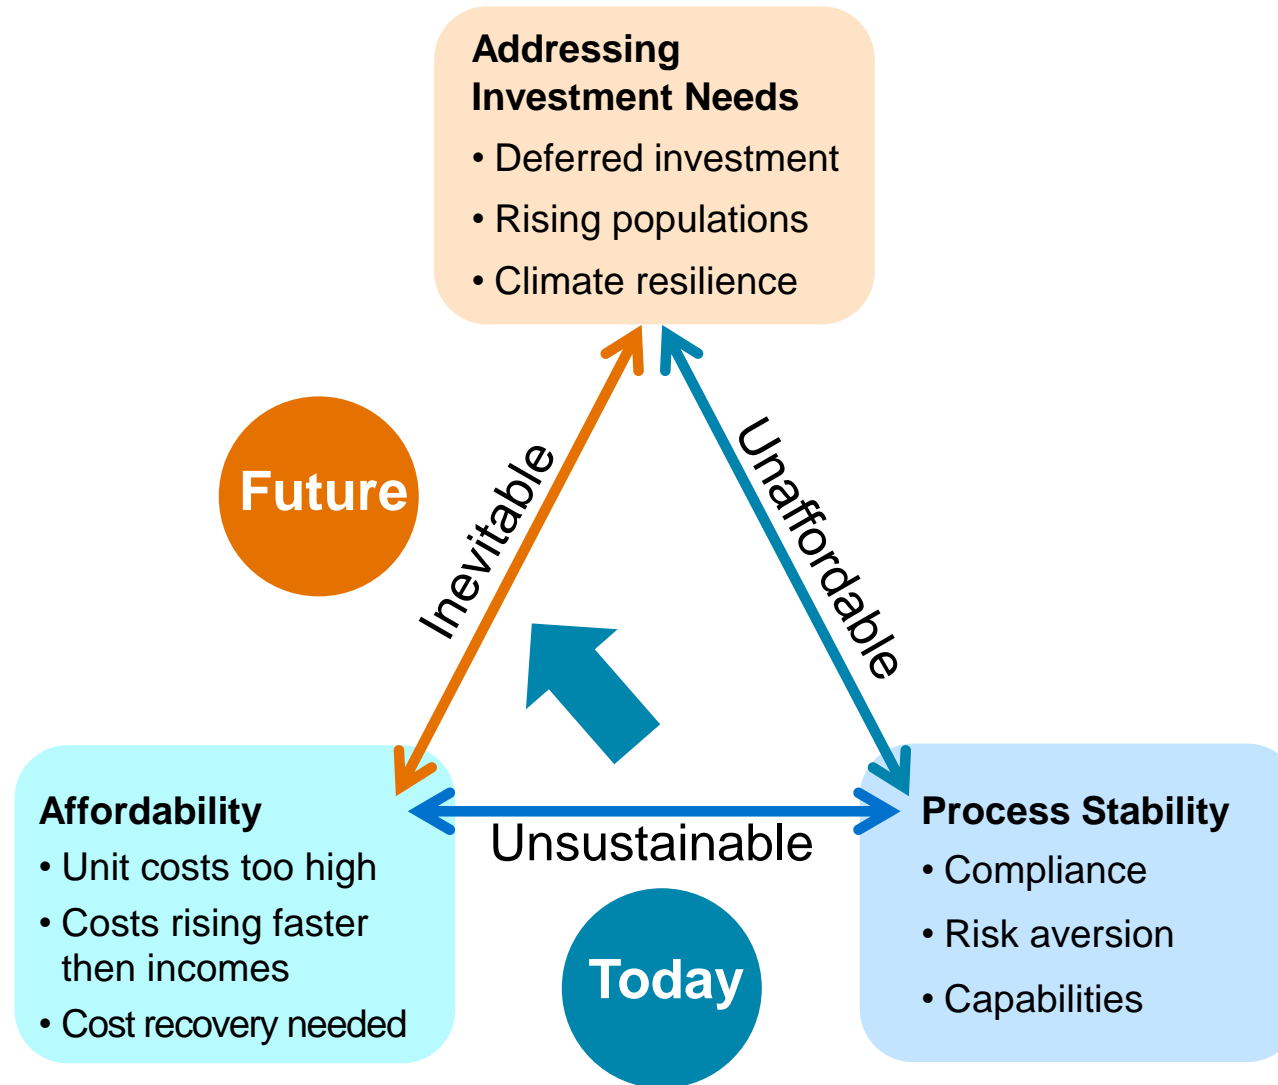 Addressing
Investment Needs
• Deferred investment
• Rising populations
• Climate resilience
Future
Inevitable
Unaffordable
Affordability
• Unit costs too high
• Costs rising faster
then incomes
• Cost recovery needed
Unsustainable
Today
Process Stability
• Compliance
• Risk aversion
• Capabilities